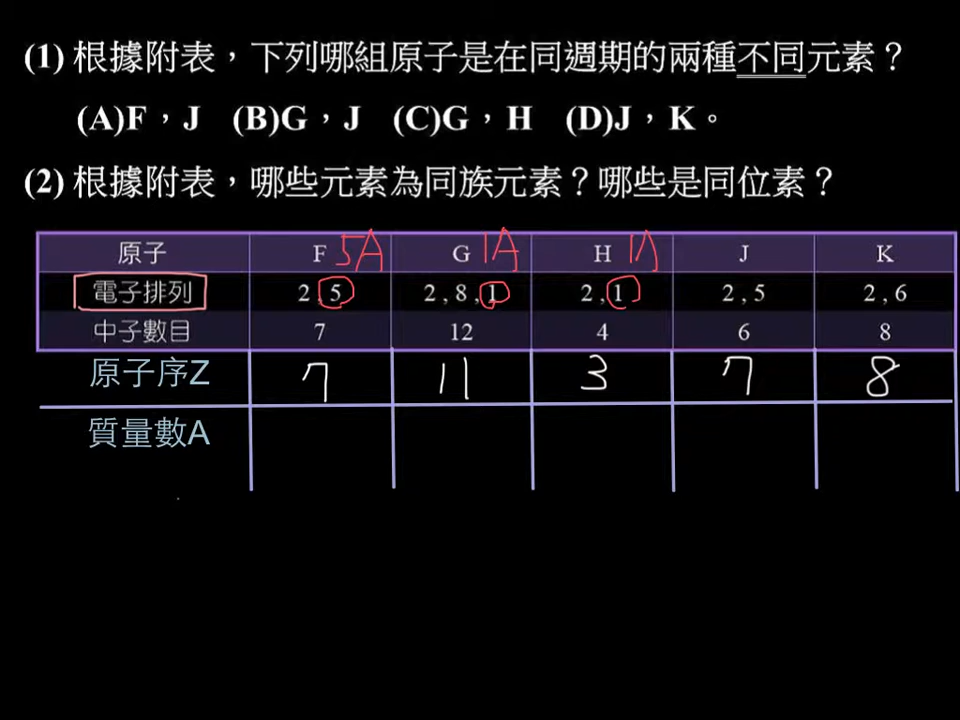 (1) 根據附表，下列哪組原子是在同週期的兩種不同元素？
(A)F，J (B)G，J (C)G，H (D)J，K。
(2) 根據附表，哪些元素為同族元素？哪些是同位素？
原子 F 5A G 1A H 1A J K
電子排列 2 , 5 2 , 8 , 1 2 , 1 2 , 5 2 , 6
中子數目 7 12 4 6 8
原子序Z 7 11 3 7 8
質量數A